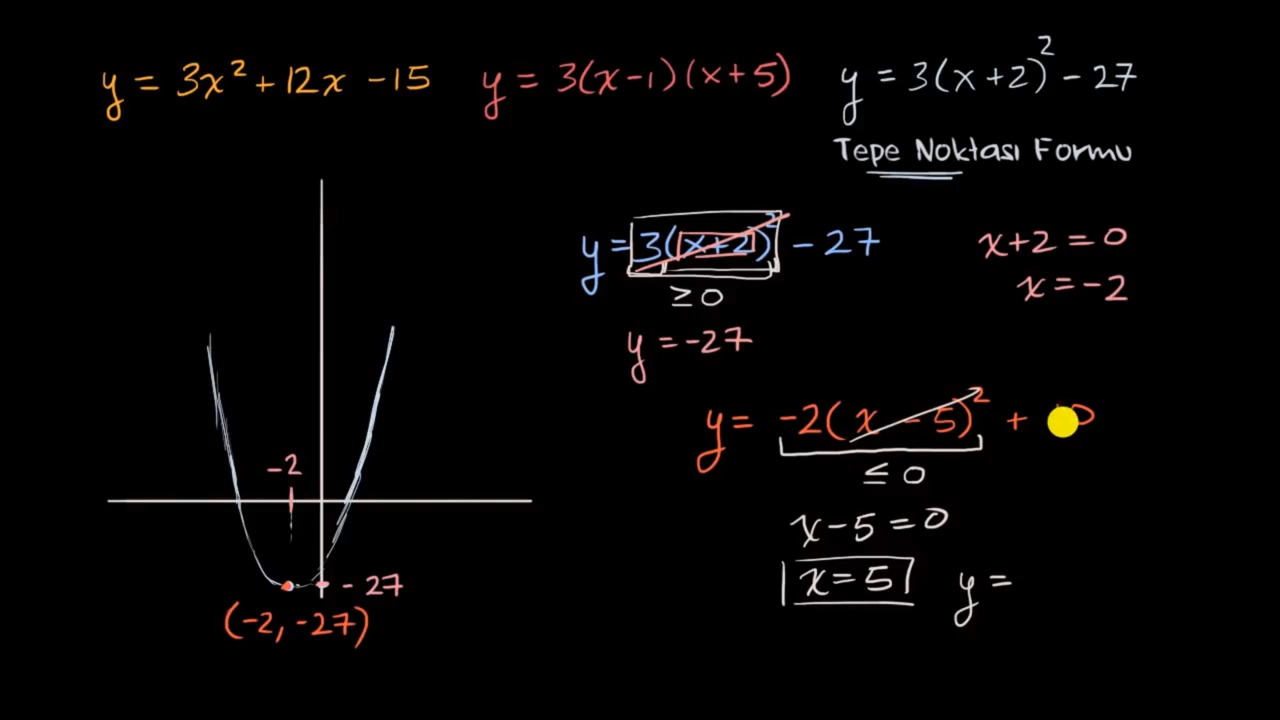 y = 3x² + 12x - 15
y = 3(x-1)(x+5)
y = 3(x+2)² - 27
Tepe Noktası Formu
y = 3(x+2)² - 27
≥ 0
y = -27
x+2 = 0
x = -2
y = -2(x - 5)² +
≤ 0
x-5 = 0
x = 5
y =
-2
-27
(-2, -27)